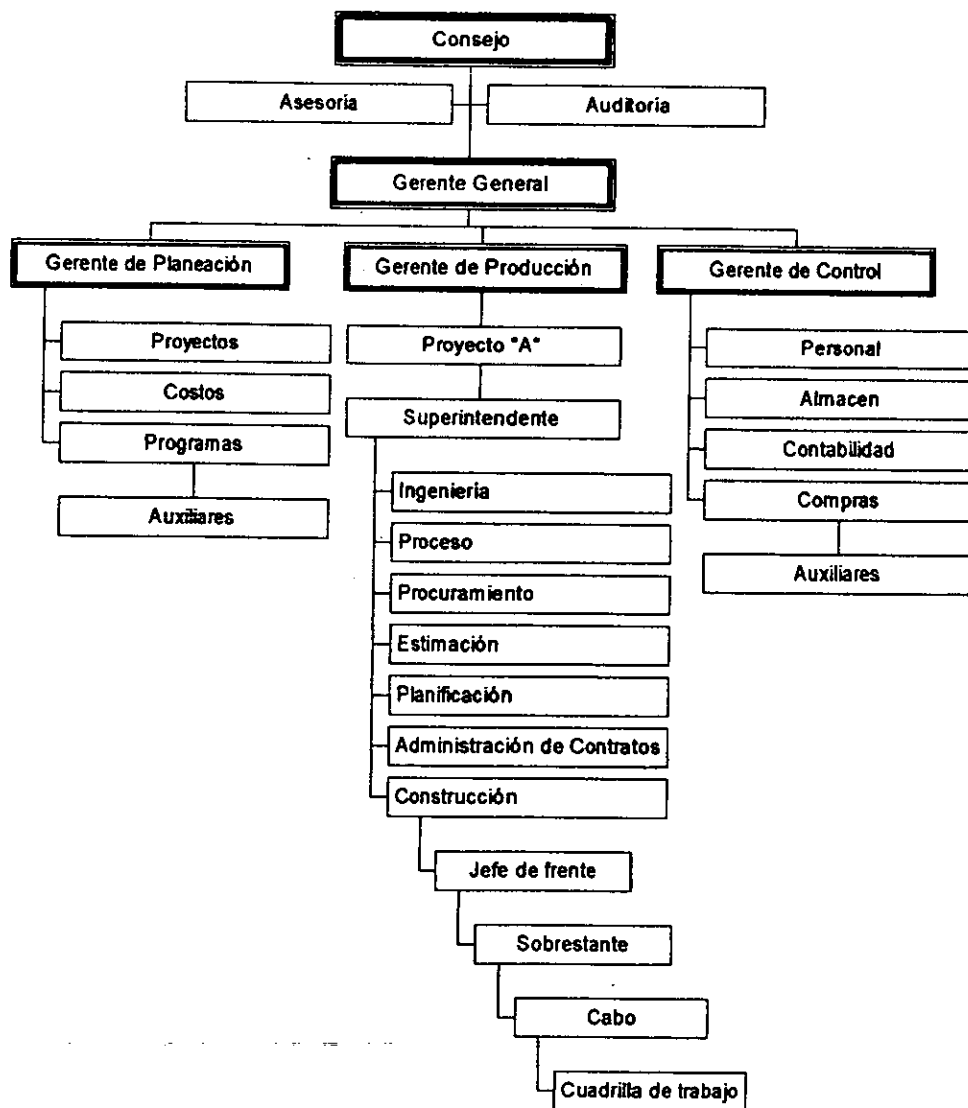 Consejo
Asesoría
Auditoria
Gerente General
Gerente de Planeación
Gerente de Producción
Gerente de Control
Proyectos
Costos
Programas
Auxiliares
Proyecto "A"
Superintendente
Ingeniería
Proceso
Procuramiento
Estimación
Planificación
Administración de Contratos
Construcción
Jefe de frente
Sobrestante
Cabo
Cuadrilla de trabajo
Personal
Almacen
Contabilidad
Compras
Auxiliares